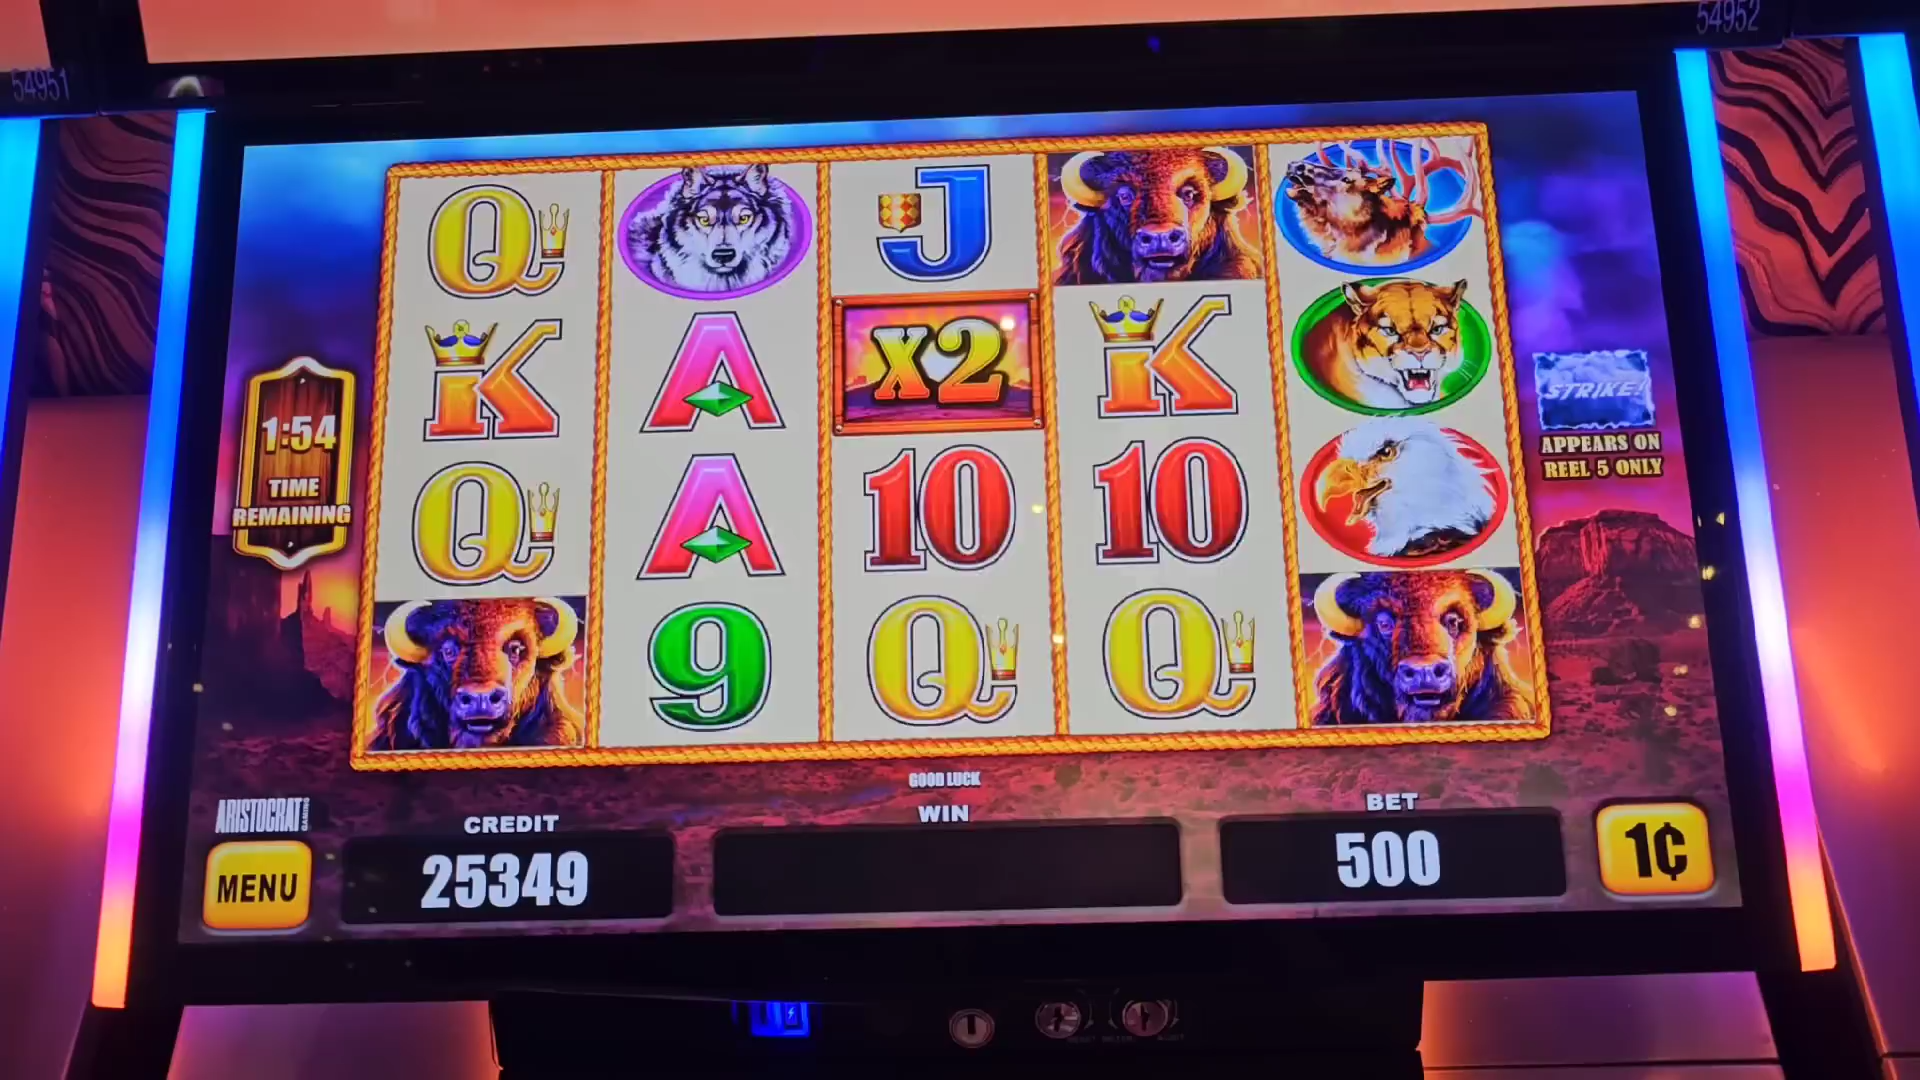 54951
54952
Q
J
K
A
X2
K
Q
A
10
10
9
Q
Q
1:54
TIME
REMAINING
STRIKE!
APPEARS ON
REEL 5 ONLY
GOOD LUCK
ARISTOCRAT
GAMING
CREDIT
WIN
BET
MENU
25349
500
1¢